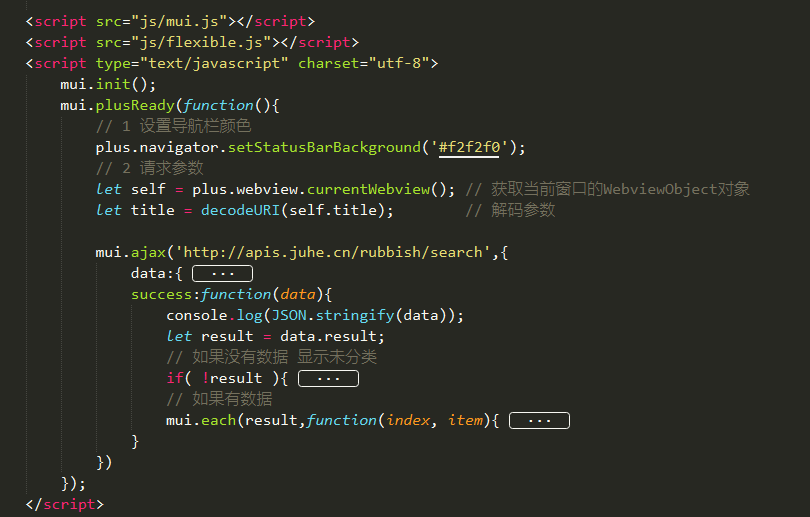 <script src="js/mui.js"></script>
<script src="js/flexible.js"></script>
<script type="text/javascript" charset="utf-8">
    mui.init();
    mui.plusReady(function(){
        // 1 设置导航栏颜色
        plus.navigator.setStatusBarBackground('#f2f2f0');
        // 2 请求参数
        let self = plus.webview.currentWebview(); // 获取当前窗口的WebviewObject对象
        let title = decodeURI(self.title);        // 解码参数

        mui.ajax('http://apis.juhe.cn/rubbish/search',{
            data:{ ...
            success:function(data){
                console.log(JSON.stringify(data));
                let result = data.result;
                // 如果没有数据 显示未分类
                if( !result ){ ...
                // 如果有数据
                mui.each(result,function(index, item){ ...
            }
        })
    });
</script>